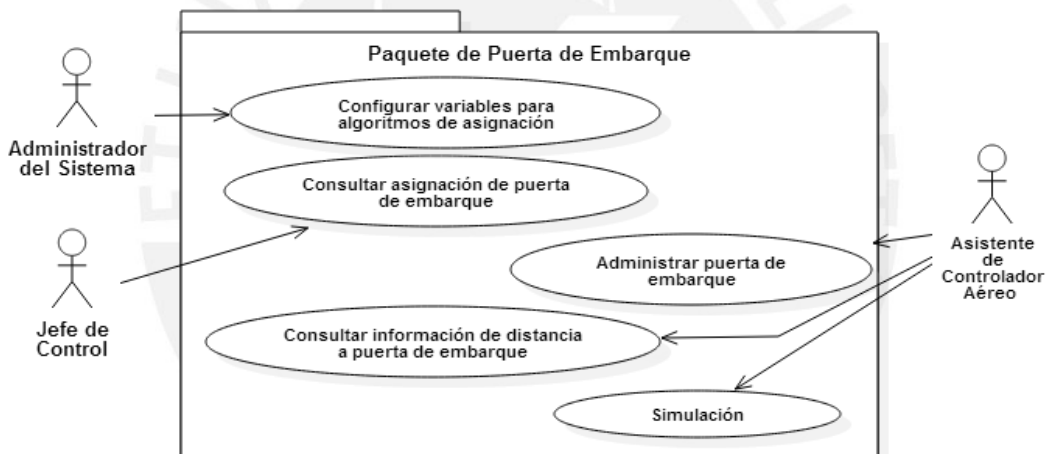 Paquete de Puerta de Embarque
Configurar variables para
algoritmos de asignación
Administrador
del Sistema
Consultar asignación de puerta
de embarque
Administrar puerta de
embarque
Asistente
de
Controlador
Aéreo
Jefe de
Control
Consultar información de distancia
a puerta de embarque
Simulación